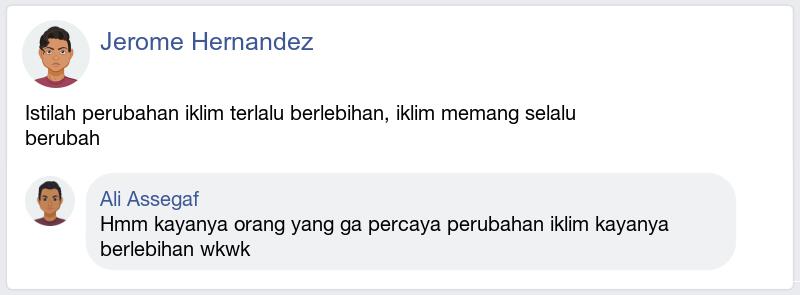 Jerome Hernandez
Istilah perubahan iklim terlalu berlebihan, iklim memang selalu
berubah
Ali Assegaf
Hmm kayanya orang yang ga percaya perubahan iklim kayanya
berlebihan wkwk